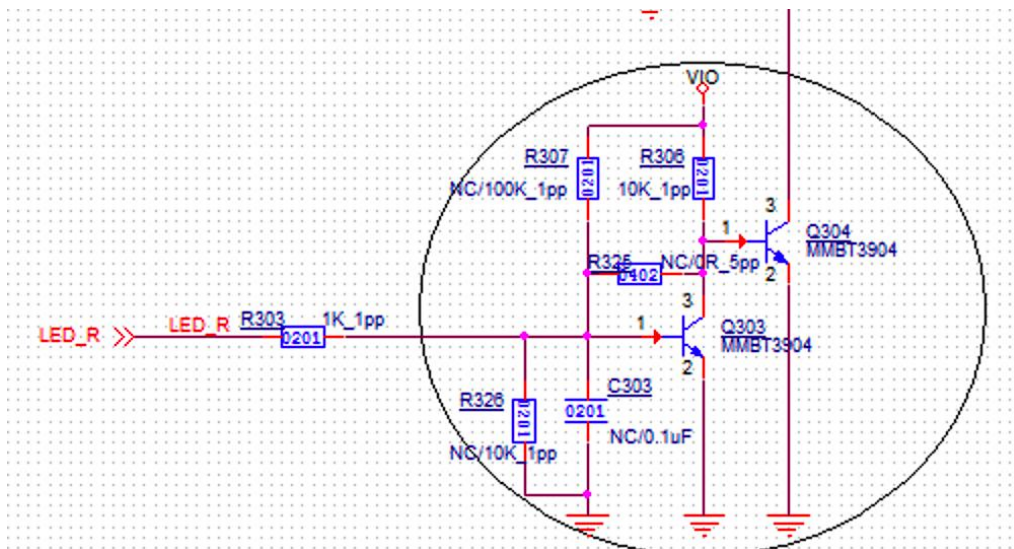 VIO
R307
R306
0201
0201
NC/100K_1pp
10K_1pp
3
1
Q304
MMBT3904
R325
NC/0R_5pp
0402
2
3
LED_R
LED_R
R303
1K_1pp
0201
1
Q303
MMBT3904
2
R326
C303
0201
0201
NC/0.1uF
NC/10K_1pp